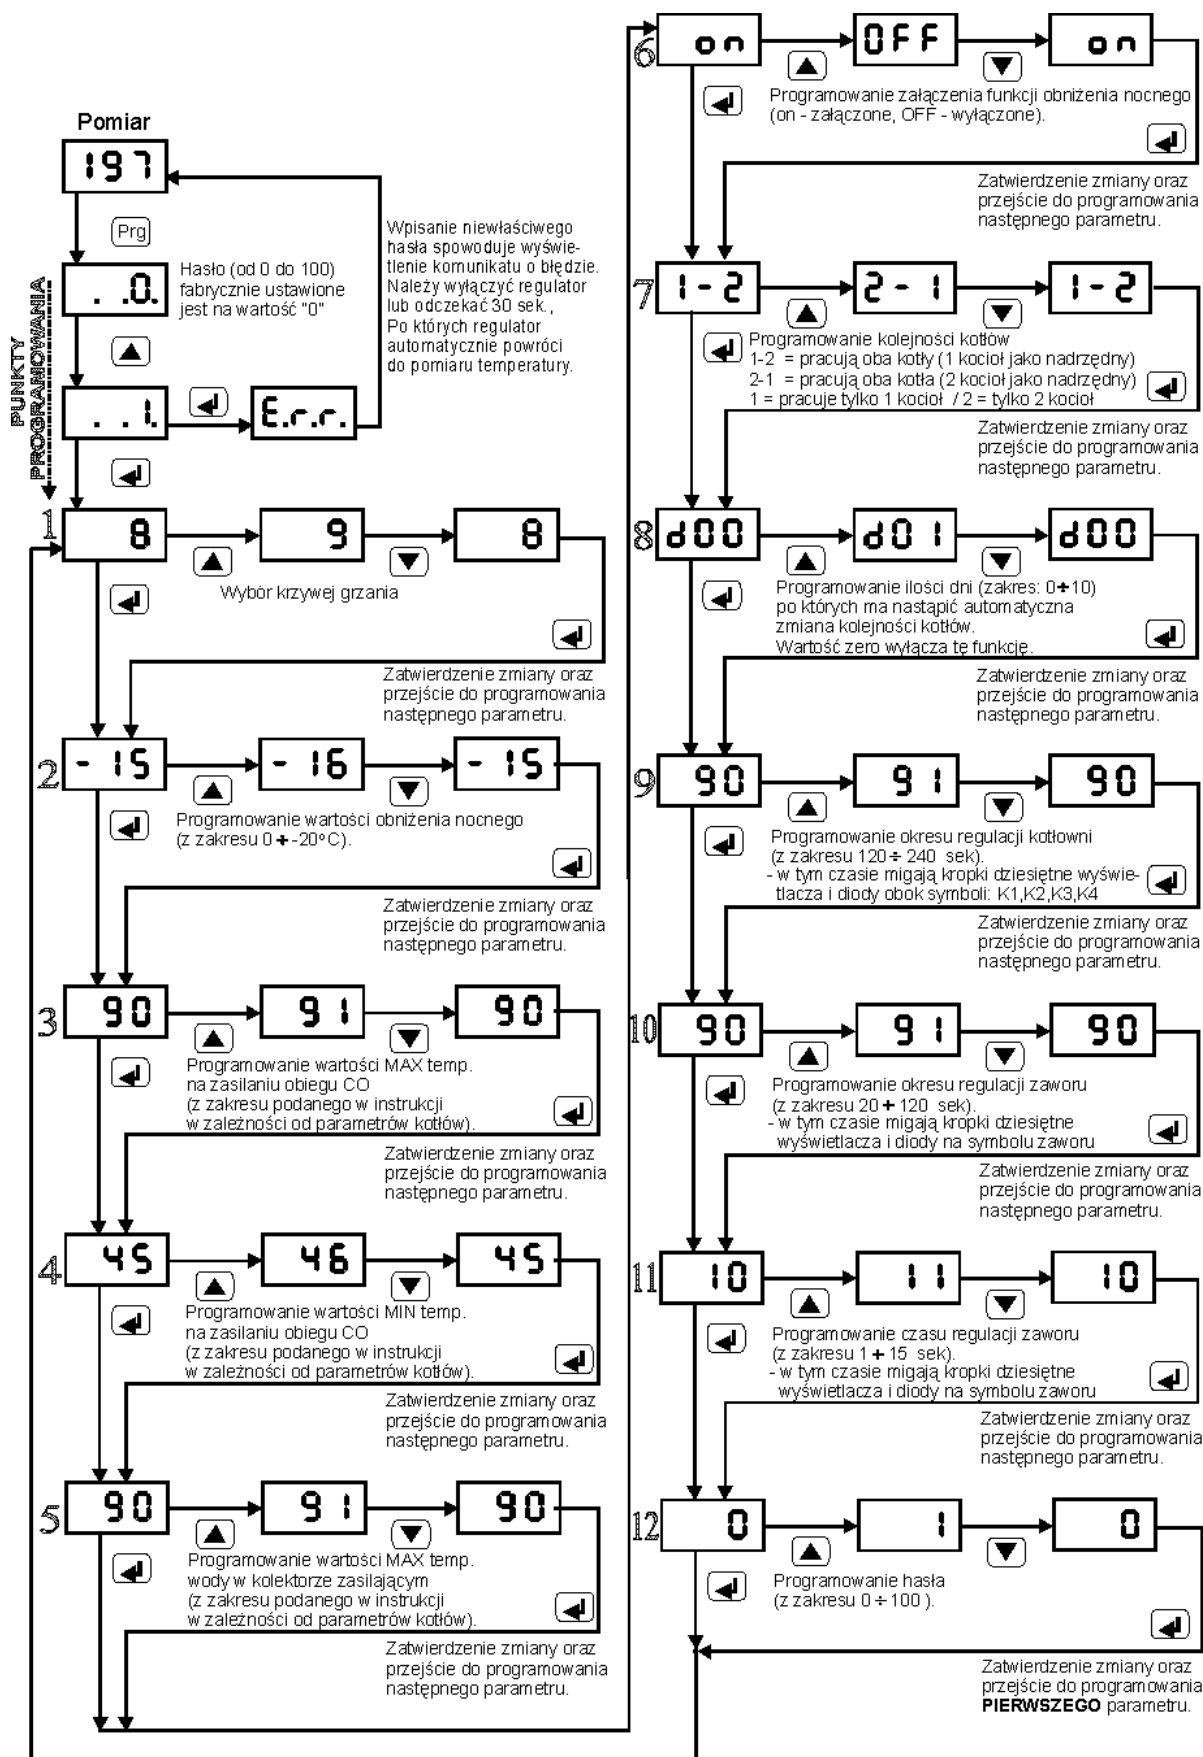 Pomiar
197
Prg
. .0.
Hasło (od 0 do 100)
fabrycznie ustawione
jest na wartość "0"
. . 1.
E.r.r.
Wpisanie niewłaściwego
hasła spowoduje wyświe-
tlenie komunikatu o błędzie.
Należy wyłączyć regulator
lub odczekać 30 sek.,
Po których regulator
automatycznie powróci
do pomiaru temperatury.
PUNKTY
PROGRAMOWANIA
1
8 9 8
Wybór krzywej grzania
Zatwierdzenie zmiany oraz
przejście do programowania
następnego parametru.
2
-15 -16 -15
Programowanie wartości obniżenia nocnego
(z zakresu 0 + -20°C).
Zatwierdzenie zmiany oraz
przejście do programowania
następnego parametru.
3
90 91 90
Programowanie wartości MAX temp.
na zasilaniu obiegu CO
(z zakresu podanego w instrukcji
w zależności od parametrów kotłów).
Zatwierdzenie zmiany oraz
przejście do programowania
następnego parametru.
4
45 46 45
Programowanie wartości MIN temp.
na zasilaniu obiegu CO
(z zakresu podanego w instrukcji
w zależności od parametrów kotłów).
Zatwierdzenie zmiany oraz
przejście do programowania
następnego parametru.
5
90 91 90
Programowanie wartości MAX temp.
wody w kolektorze zasilającym
(z zakresu podanego w instrukcji
w zależności od parametrów kotłów).
Zatwierdzenie zmiany oraz
przejście do programowania
następnego parametru.
6
on OFF on
Programowanie załączenia funkcji obniżenia nocnego
(on - załączone, OFF - wyłączone).
Zatwierdzenie zmiany oraz
przejście do programowania
następnego parametru.
7
1-2 2-1 1-2
Programowanie kolejności kotłów
1-2 = pracują oba kotły (1 kocioł jako nadrzędny)
2-1 = pracują oba kotła (2 kocioł jako nadrzędny)
1 = pracuje tylko 1 kocioł / 2 = tylko 2 kocioł
Zatwierdzenie zmiany oraz
przejście do programowania
następnego parametru.
8
d00 d01 d00
Programowanie ilości dni (zakres: 0+10)
po których ma nastąpić automatyczna
zmiana kolejności kotłów.
Wartość zero wyłącza tę funkcję.
Zatwierdzenie zmiany oraz
przejście do programowania
następnego parametru.
9
90 91 90
Programowanie okresu regulacji kotłowni
(z zakresu 120 ÷ 240 sek).
- w tym czasie migają kropki dziesiętne wyświe-
tlacza i diody obok symboli: K1,K2,K3,K4
Zatwierdzenie zmiany oraz
przejście do programowania
następnego parametru.
10
90 91 90
Programowanie okresu regulacji zaworu
(z zakresu 20 + 120 sek).
- w tym czasie migają kropki dziesiętne
wyświetlacza i diody na symbolu zaworu
Zatwierdzenie zmiany oraz
przejście do programowania
następnego parametru.
11
10 11 10
Programowanie czasu regulacji zaworu
(z zakresu 1 + 15 sek).
- w tym czasie migają kropki dziesiętne
wyświetlacza i diody na symbolu zaworu
Zatwierdzenie zmiany oraz
przejście do programowania
następnego parametru.
12
0 1 0
Programowanie hasła
(z zakresu 0 ÷ 100 ).
Zatwierdzenie zmiany oraz
przejście do programowania
PIERWSZEGO parametru.